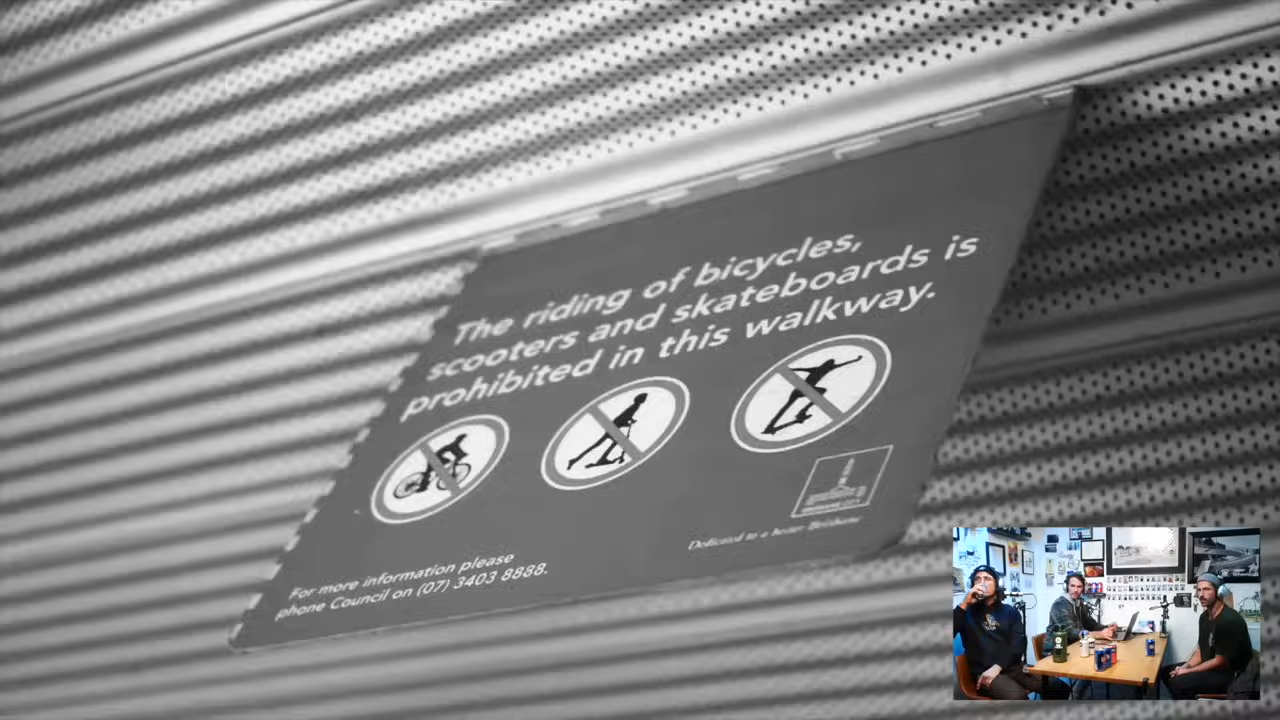 The riding of bicycles,
scooters and skateboards is
prohibited in this walkway.
For more information please
phone Council on (07) 3403 8888.
Dedicated to a better Brisbane